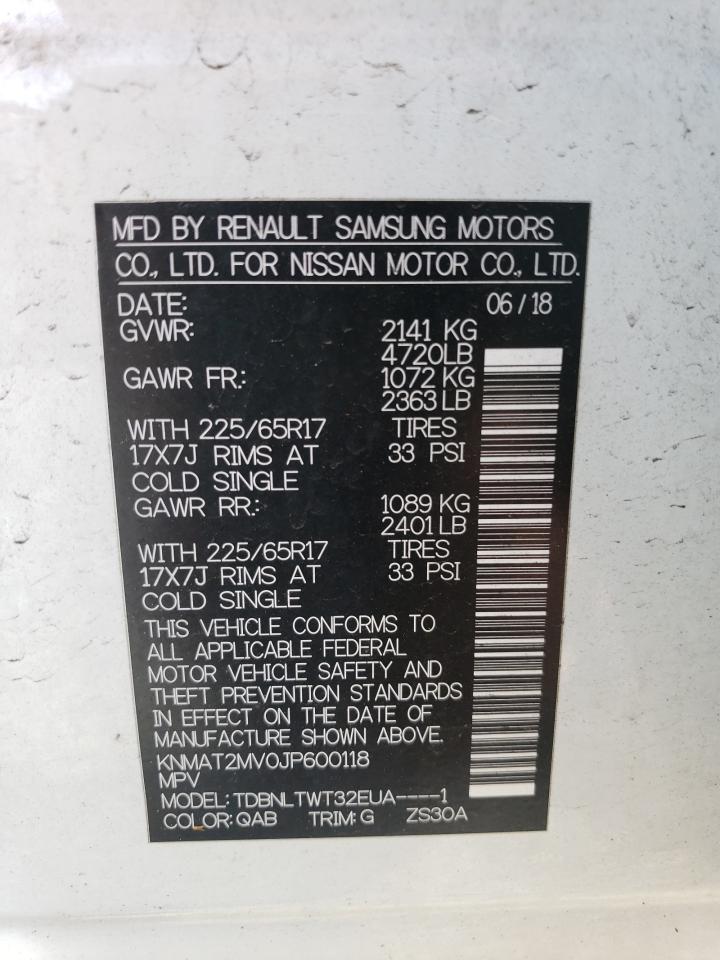 MFD BY RENAULT SAMSUNG MOTORS
CO., LTD. FOR NISSAN MOTOR CO., LTD.
DATE: 06/18
GVWR: 2141 KG
4720LB
GAWR FR.: 1072 KG
2363 LB
WITH 225/65R17 TIRES
17X7J RIMS AT 33 PSI
COLD SINGLE
GAWR RR.: 1089 KG
2401 LB
WITH 225/65R17 TIRES
17X7J RIMS AT 33 PSI
COLD SINGLE
THIS VEHICLE CONFORMS TO
ALL APPLICABLE FEDERAL
MOTOR VEHICLE SAFETY AND
THEFT PREVENTION STANDARDS
IN EFFECT ON THE DATE OF
MANUFACTURE SHOWN ABOVE.
KNMAT2MV0JP600118
MPV
MODEL: TDBNLTWT32EUA----1
COLOR: QAB TRIM: G ZS30A